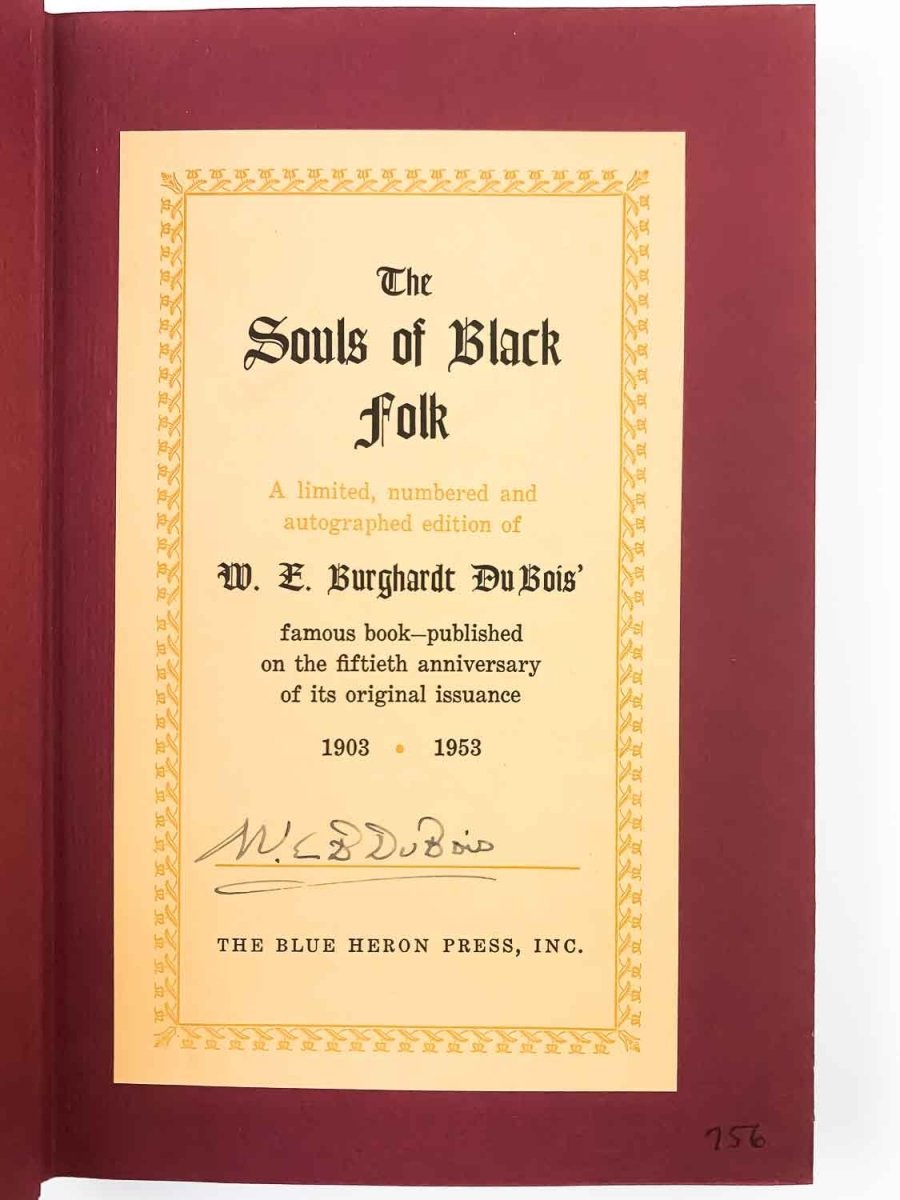 The
Souls of Black
Folk
A limited, numbered and
autographed edition of
W. E. Burghardt DuBois'
famous book—published
on the fiftieth anniversary
of its original issuance
1903 • 1953
W. E B DuBois
THE BLUE HERON PRESS, INC.
756